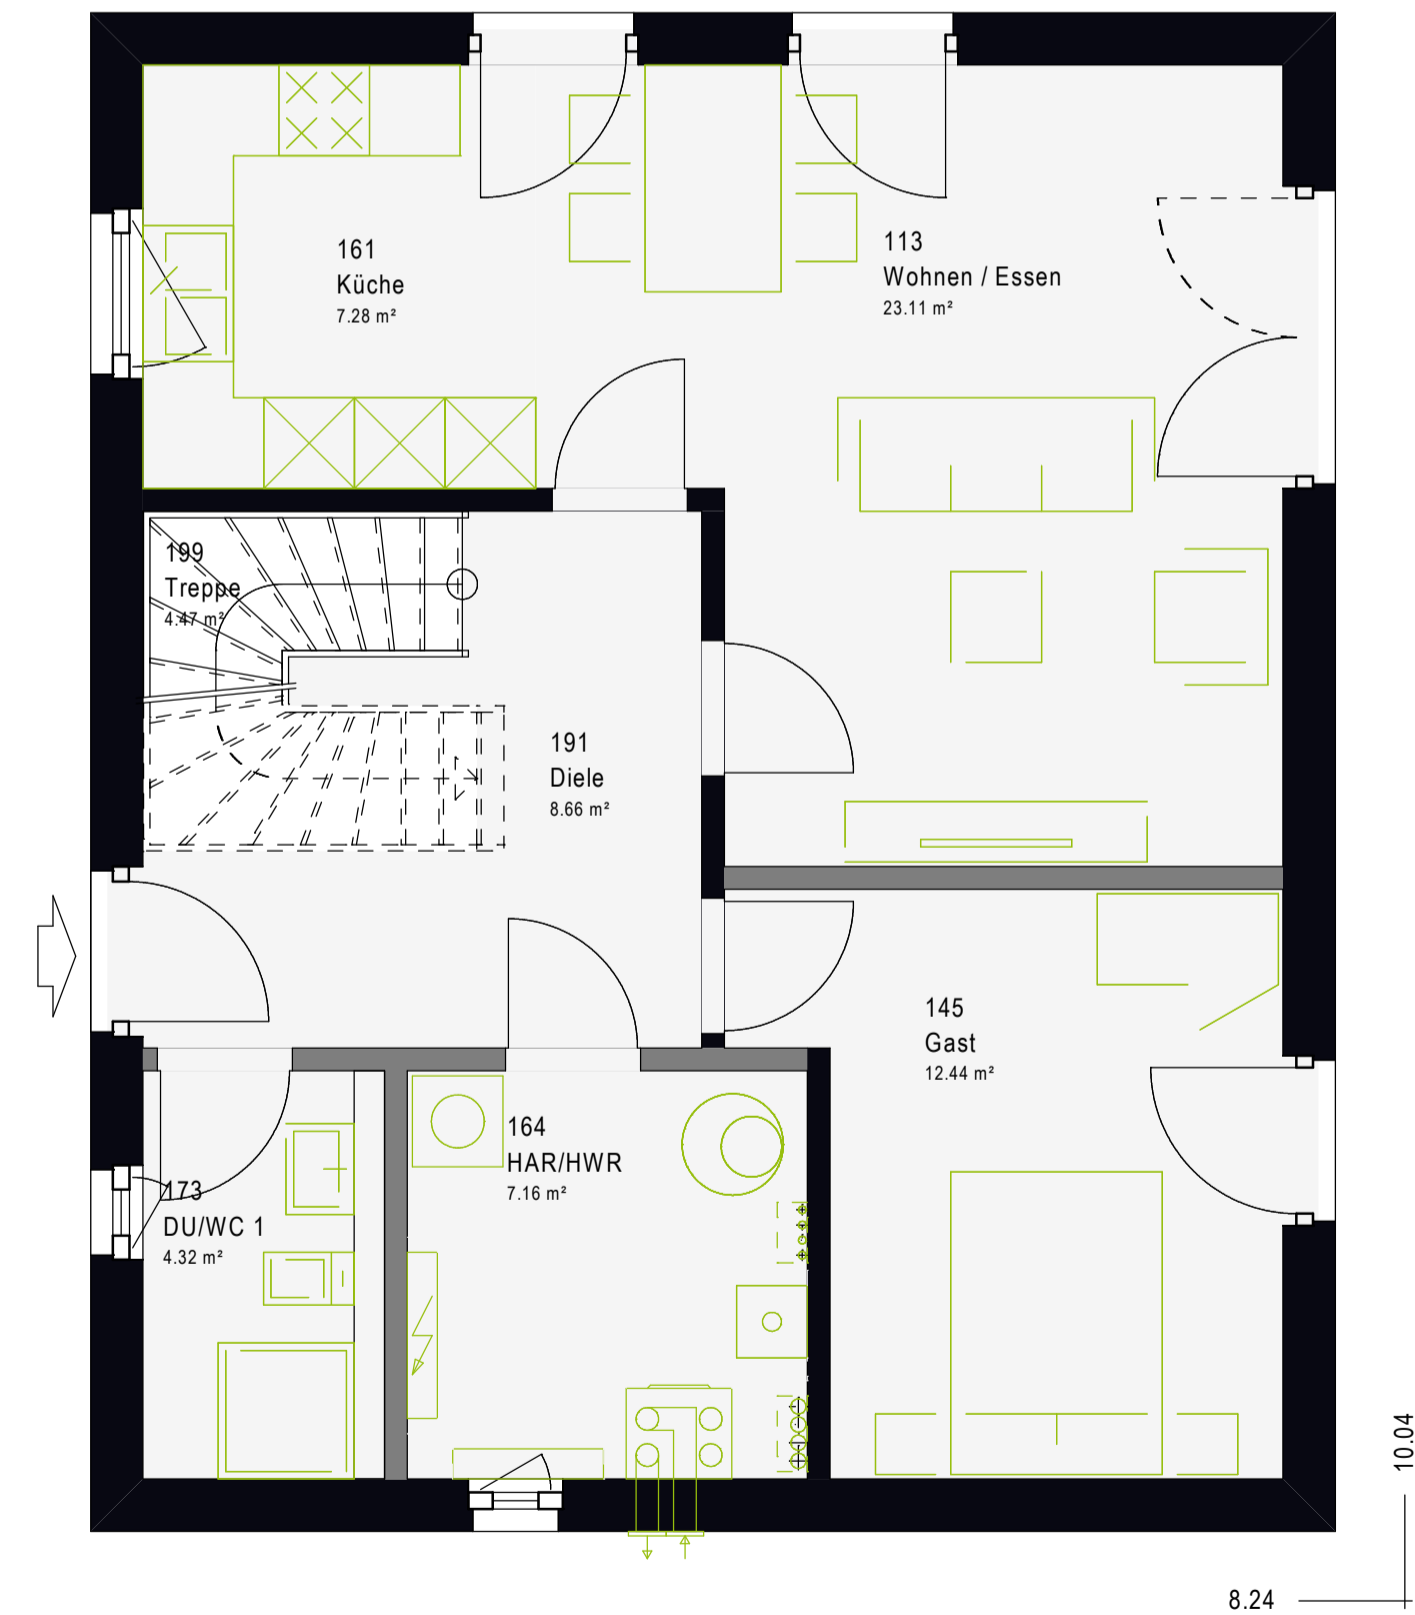 161
Küche
7.28 m²
113
Wohnen / Essen
23.11 m²
199
Treppe
4.47 m²
191
Diele
8.66 m²
145
Gast
12.44 m²
164
HAR/HWR
7.16 m²
173
DU/WC 1
4.32 m²
10.04
8.24